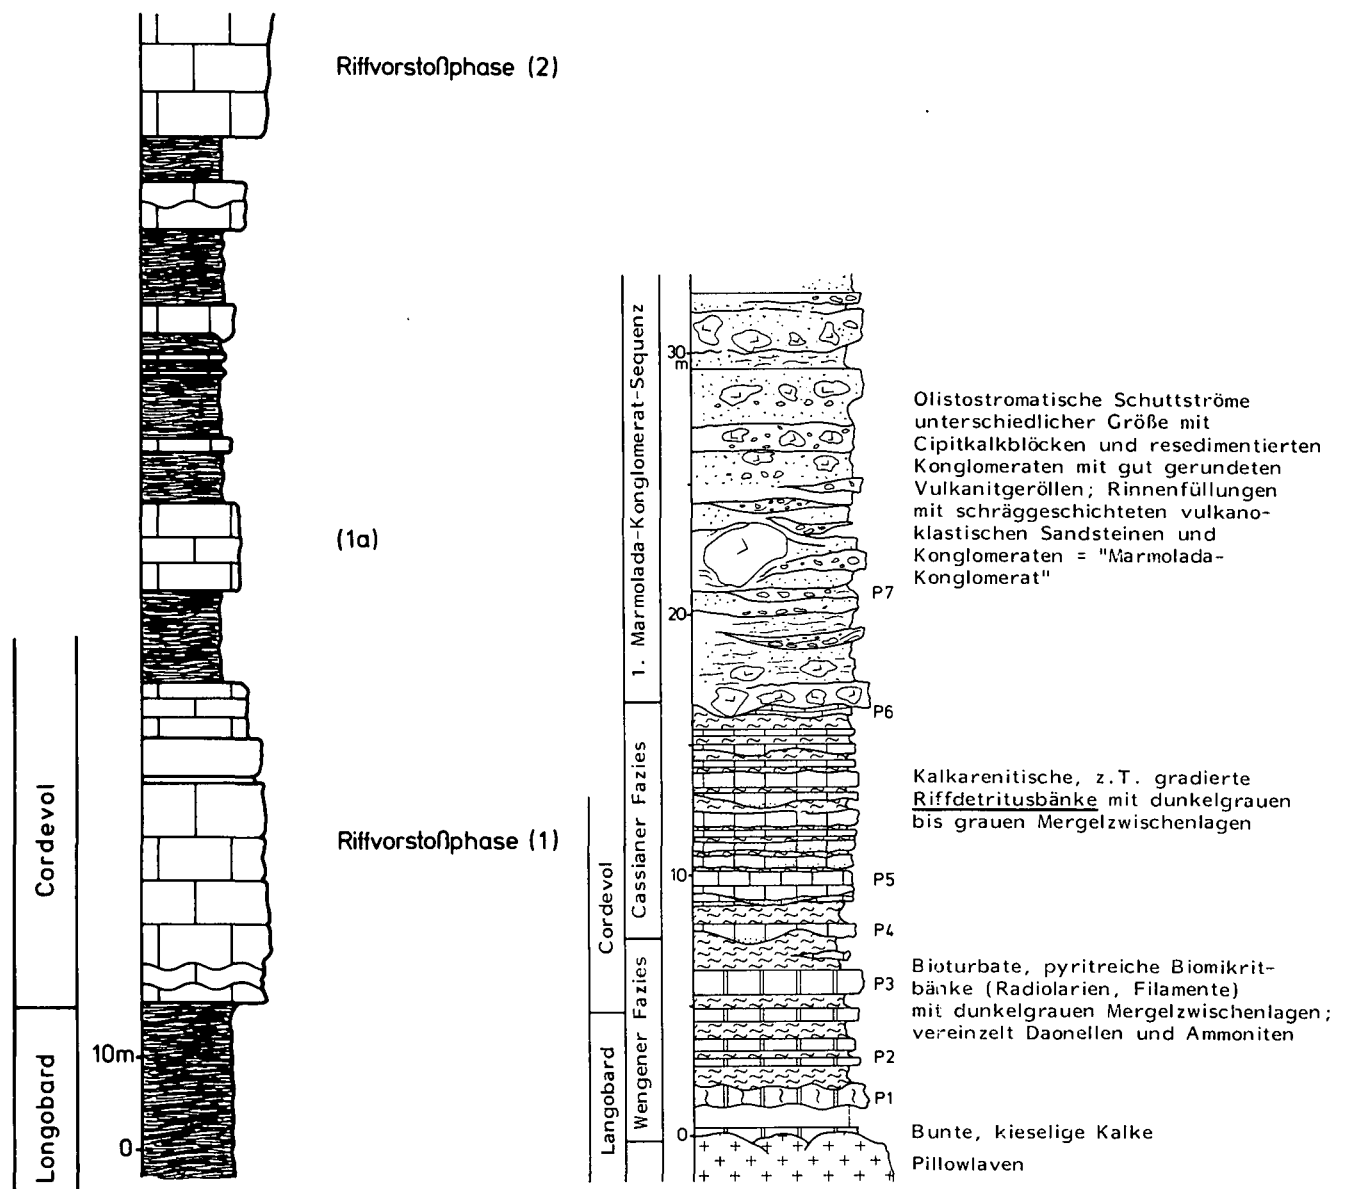 Riffvorstoßphase (2)
(1a)
Riffvorstoßphase (1)
Cordevol
Longobard
10m
0
1. Marmolada-Konglomerat-Sequenz
Cassianer Fazies
Wengener Fazies
Cordevol
Langobard
30
m
20
10
0
P7
P6
P5
P4
P3
P2
P1
Olistostromatische Schuttströme
unterschiedlicher Größe mit
Cipitkalkblöcken und resedimentierten
Konglomeraten mit gut gerundeten
Vulkanitgeröllen; Rinnenfüllungen
mit schräggeschichteten vulkano-
klastischen Sandsteinen und
Konglomeraten = "Marmolada-
Konglomerat"
Kalkarenitische, z.T. gradierte
Riffdetritusbänke mit dunkelgrauen
bis grauen Mergelzwischenlagen
Bioturbate, pyritreiche Biomikrit-
bänke (Radiolarien, Filamente)
mit dunkelgrauen Mergelzwischenlagen;
vereinzelt Daonellen und Ammoniten
Bunte, kieselige Kalke
Pillowlaven